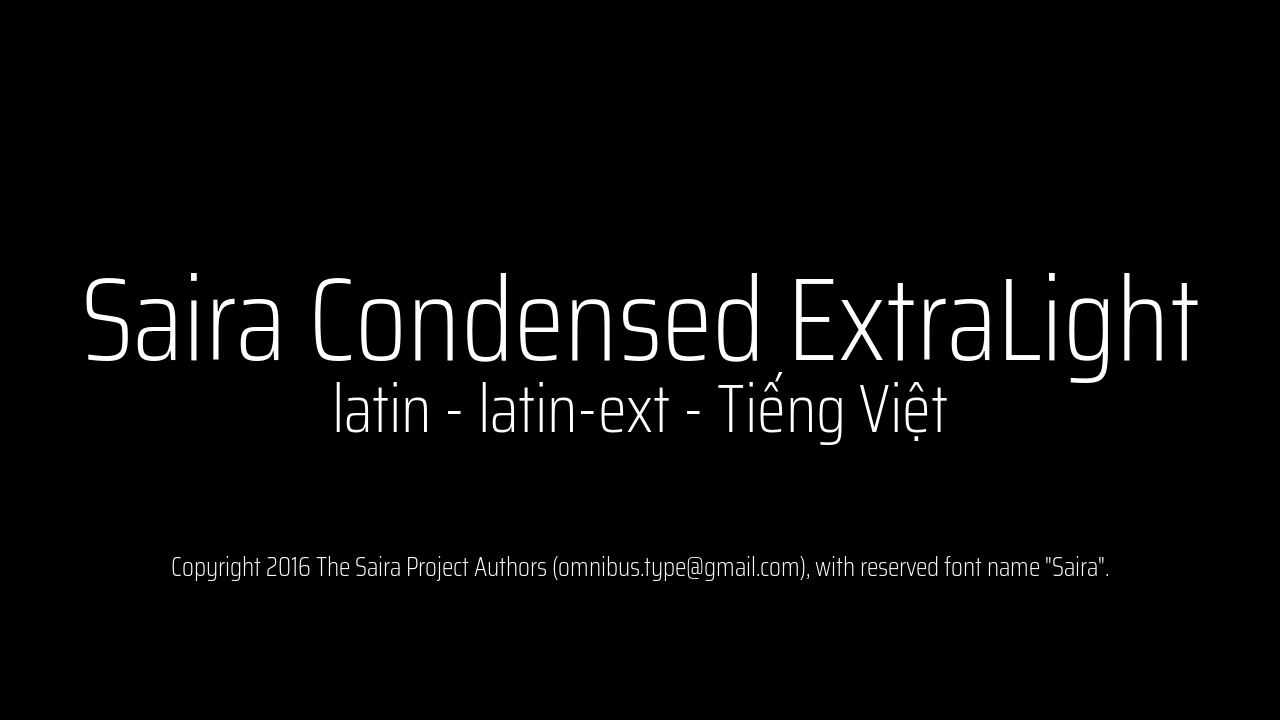 Saira Condensed ExtraLight
latin - latin-ext - Tiếng Việt
Copyright 2016 The Saira Project Authors (omnibus.type@gmail.com), with reserved font name "Saira".